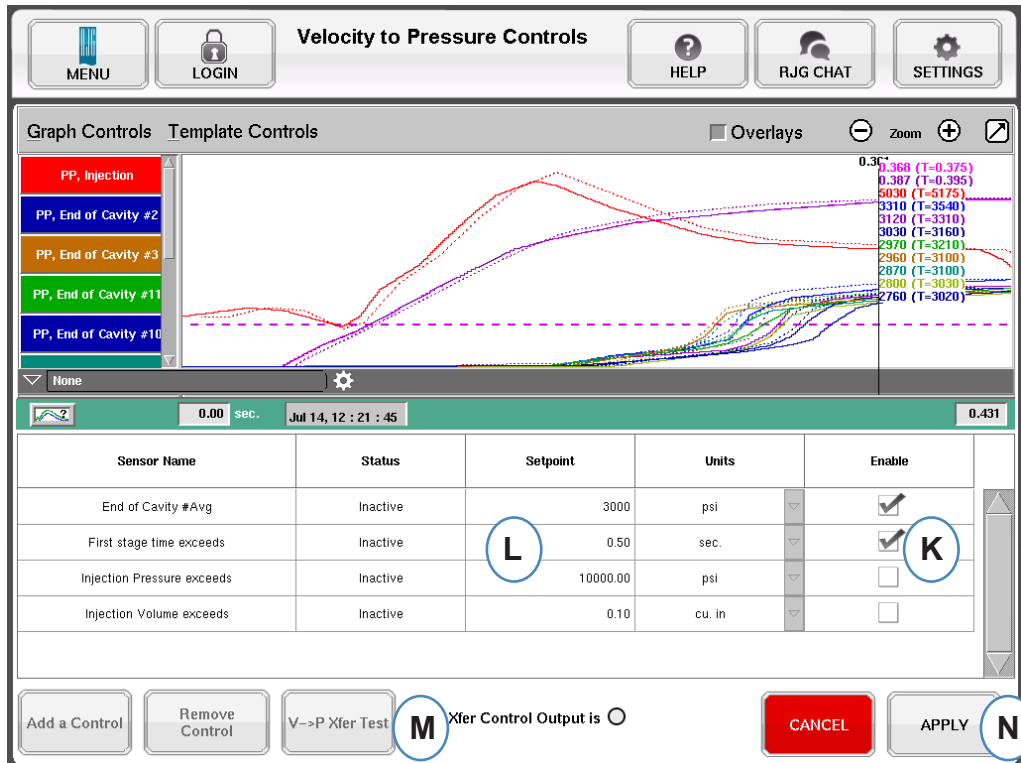 Velocity to Pressure Controls
MENU
LOGIN
HELP
RJG CHAT
SETTINGS
Graph Controls Template Controls
Overlays
Zoom
PP, Injection
PP, End of Cavity #2
PP, End of Cavity #3
PP, End of Cavity #11
PP, End of Cavity #10
0.368 (T=0.375)
0.387 (T=0.395)
5030 (T=5175)
3310 (T=3540)
3120 (T=3310)
3030 (T=3160)
2970 (T=3210)
2960 (T=3100)
2870 (T=3100)
2800 (T=3030)
2760 (T=3020)
None
0.00 sec. Jul 14, 12 : 21 : 45 0.431
Sensor Name Status Setpoint Units Enable
End of Cavity #Avg Inactive 3000 psi
First stage time exceeds Inactive L 0.50 sec. K
Injection Pressure exceeds Inactive 10000.00 psi
Injection Volume exceeds Inactive 0.10 cu. in
Add a Control
Remove
Control
V–>P Xfer Test
M
Xfer Control Output is
CANCEL
APPLY
N